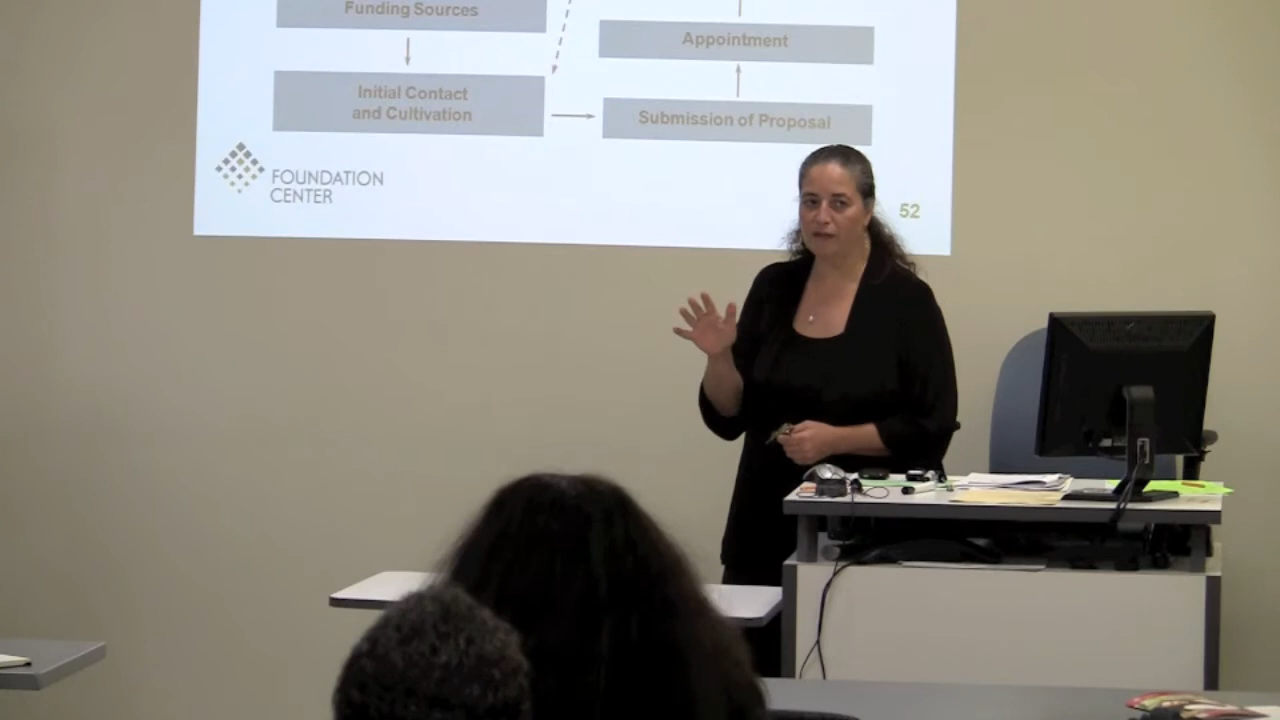 Funding Sources
Initial Contact
and Cultivation
Appointment
Submission of Proposal
FOUNDATION
CENTER
52